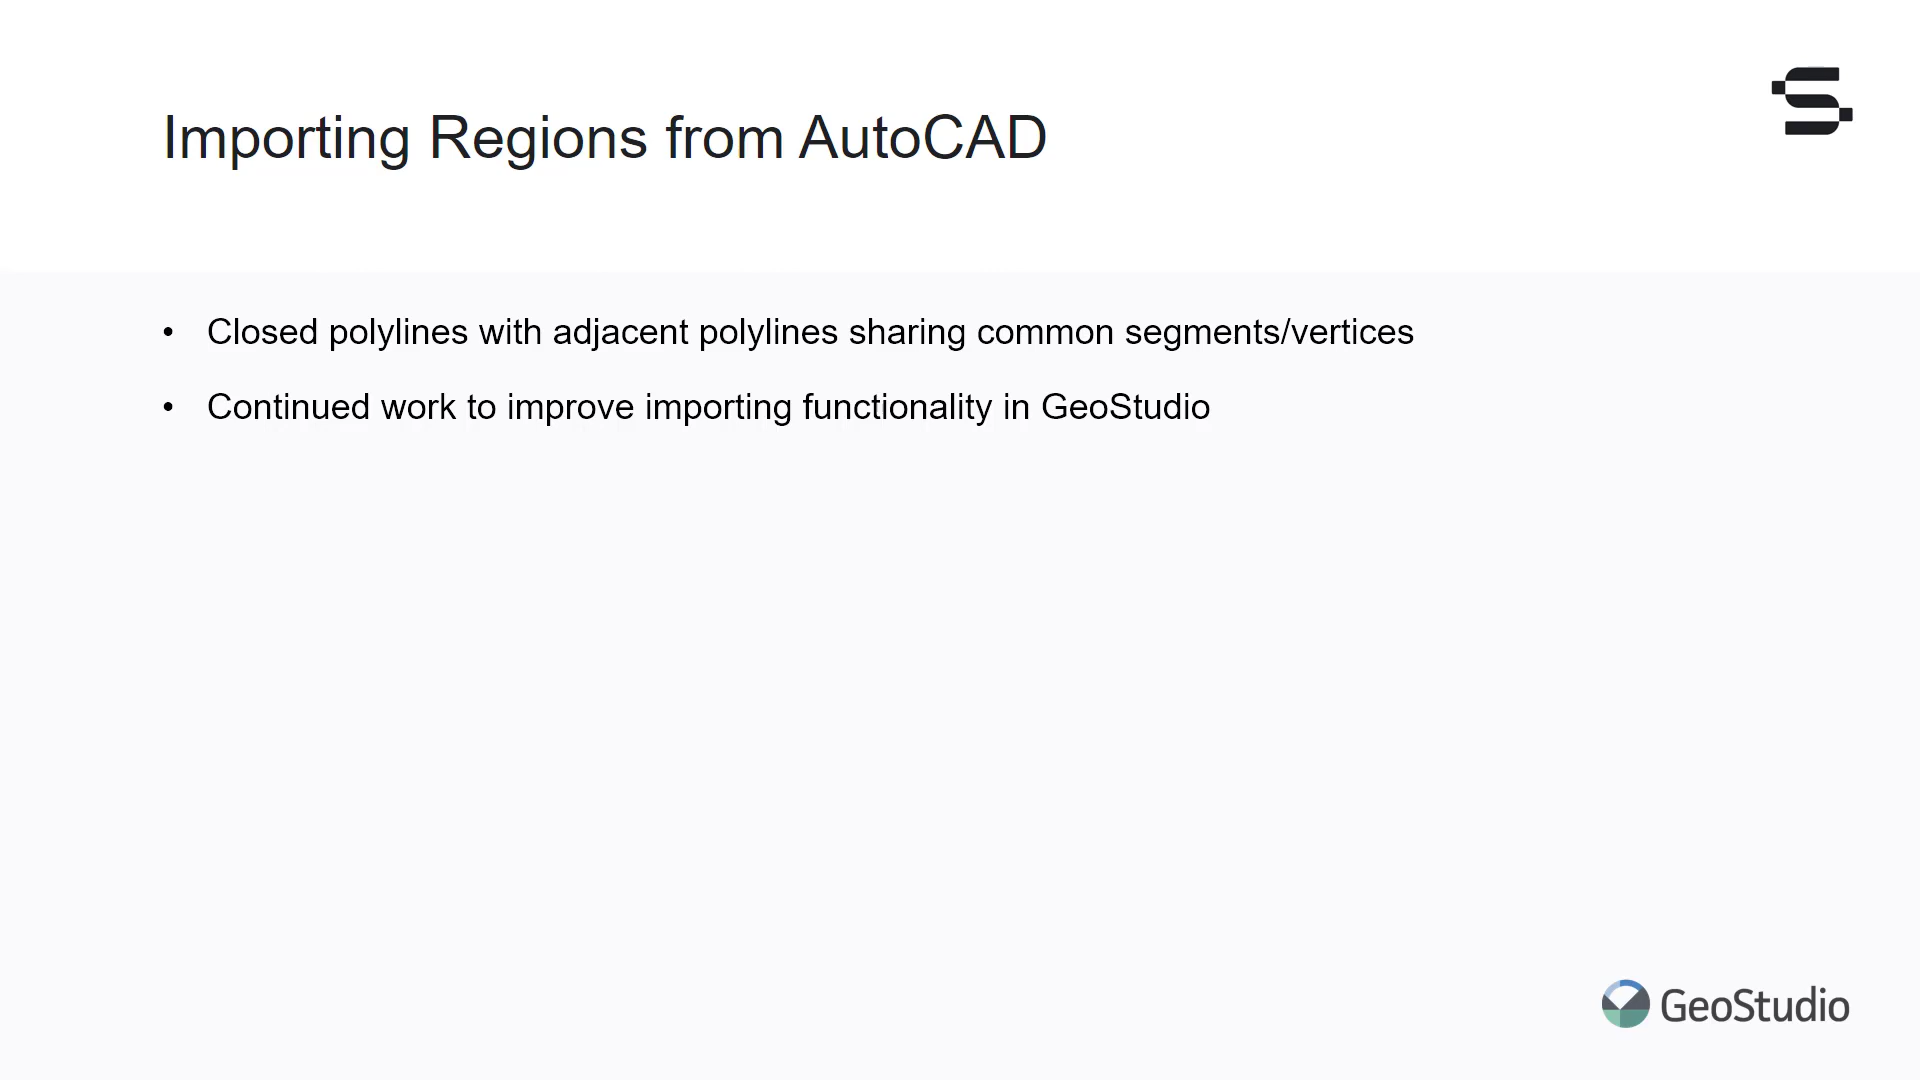 Importing Regions from AutoCAD
• Closed polylines with adjacent polylines sharing common segments/vertices
• Continued work to improve importing functionality in GeoStudio
GeoStudio